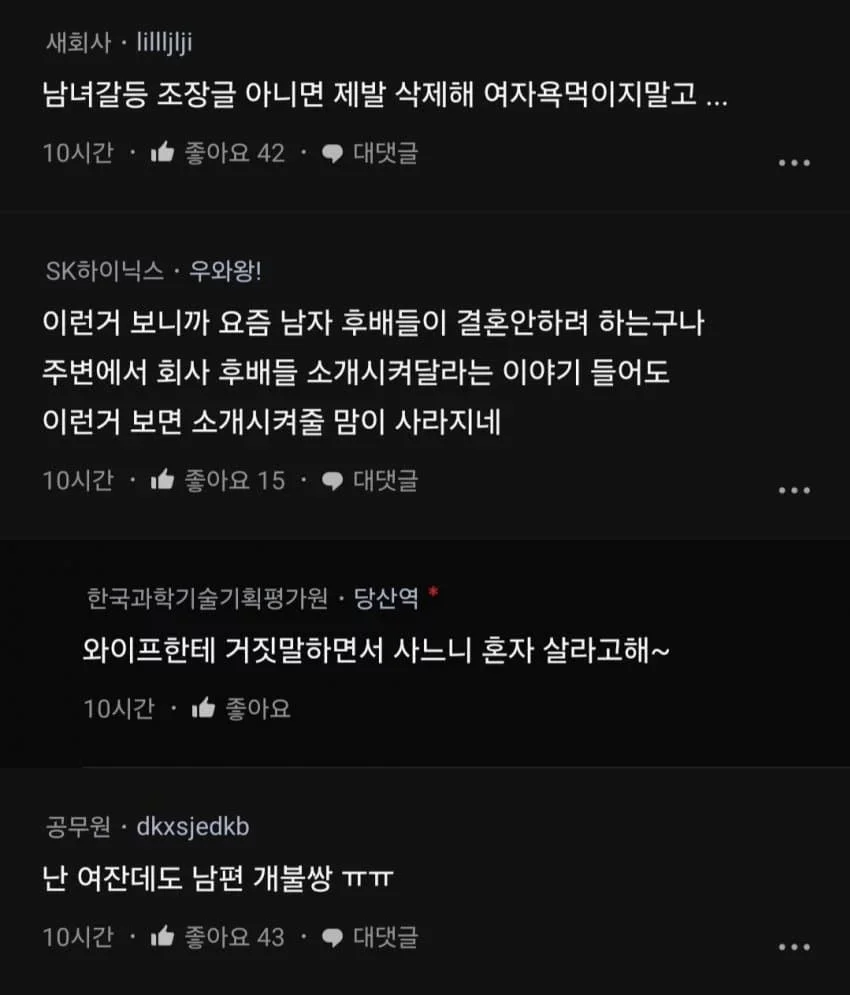 새회사 · lillljlji
남녀갈등 조장글 아니면 제발 삭제해 여자욕먹이지말고 ...
10시간 · 좋아요 42 · 대댓글
SK하이닉스 · 우와왕!
이런거 보니까 요즘 남자 후배들이 결혼안하려 하는구나
주변에서 회사 후배들 소개시켜달라는 이야기 들어도
이런거 보면 소개시켜줄 맘이 사라지네
10시간 · 좋아요 15 · 대댓글
한국과학기술기획평가원 · 당산역 *
와이프한테 거짓말하면서 사느니 혼자 살라고해~
10시간 · 좋아요
공무원 · dkxsjedkb
난 여잔데도 남편 개불쌍 ㅠㅠ
10시간 · 좋아요 43 · 대댓글